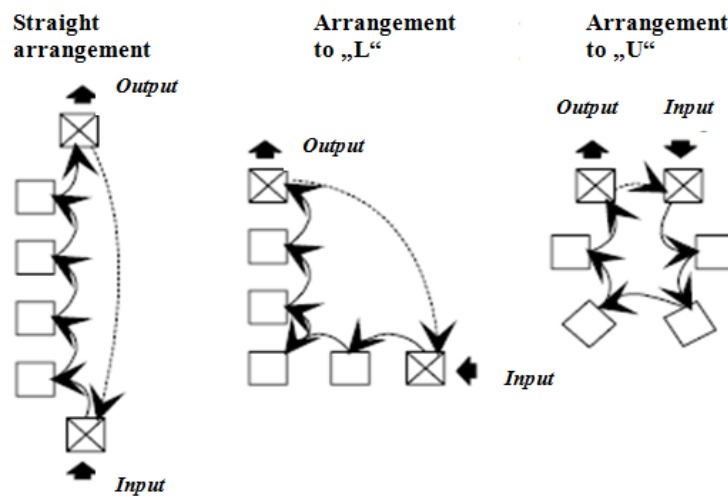 Straight
arrangement
Output
Input
Arrangement
to „L“
Output
Input
Arrangement
to „U“
Output
Input